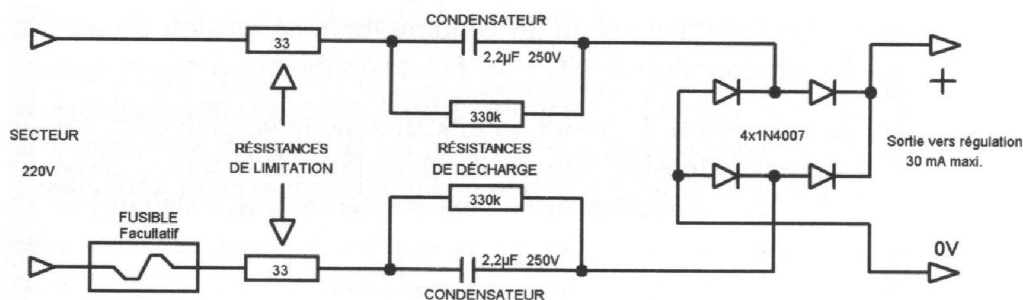 CONDENSATEUR
33
2,2µF 250V
+
330k
4x1N4007
SECTEUR
220V
RÉSISTANCES
DE LIMITATION
RÉSISTANCES
DE DÉCHARGE
Sortie vers régulation
30 mA maxi.
330k
FUSIBLE
Facultatif
0V
33
2,2µF 250V
CONDENSATEUR